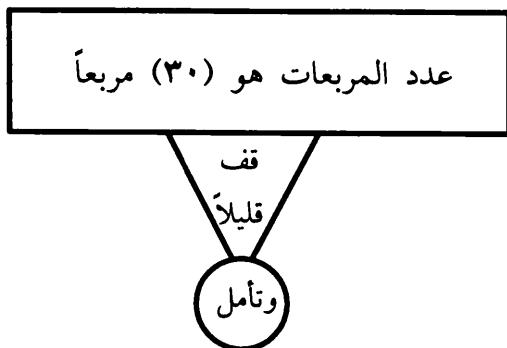 عدد المربعات هو (٣٠) مربعاً
قف
قليلاً
وتأمل